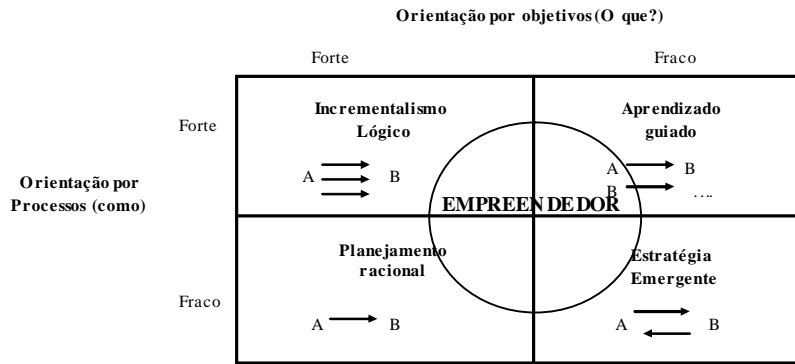 Orientação por objetivos (O que?)
Forte
Fraco
Forte
Incrementalismo
Lógico
Aprendizado
guiado
A
B
A
B
B
....
Orientação por
Processos (como)
EMPREENDEDOR
Planejamento
racional
Estratégia
Emergente
Fraco
A
B
A
B